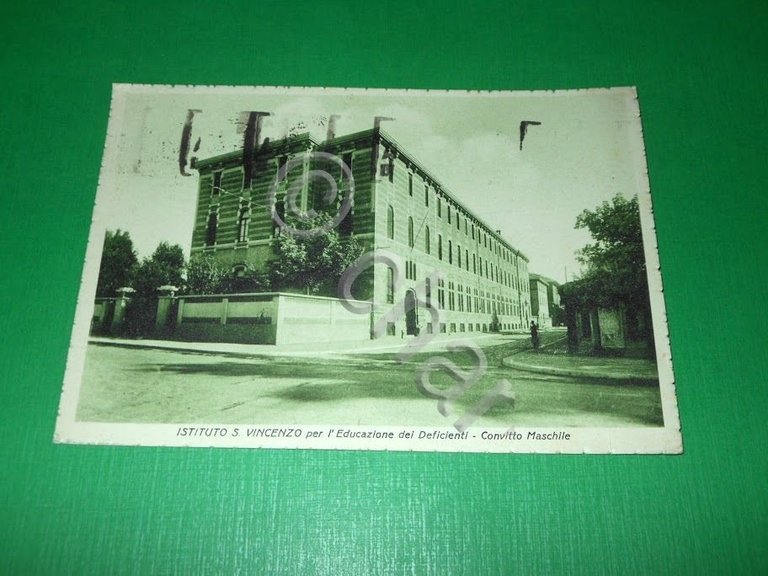 ISTITUTO S. VINCENZO per l'Educazione dei Deficienti - Convitto Maschile